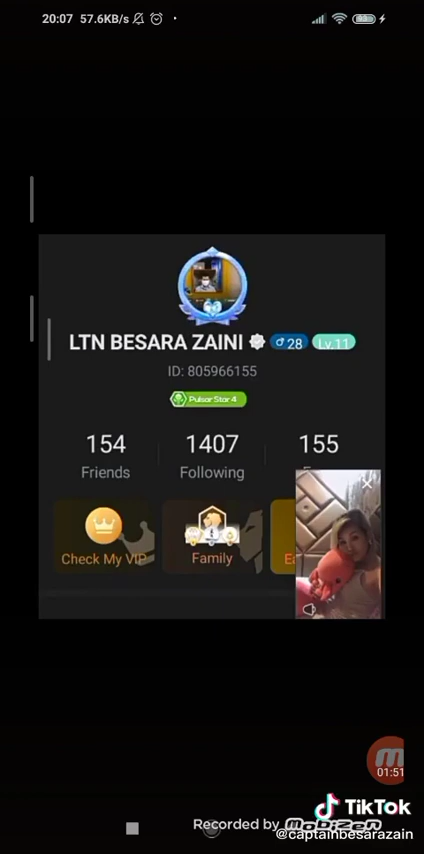 20:07 57.6KB/s
LTN BESARA ZAINI 28 Lv.11
ID: 805966155
Pulsar Star 4
154 1407 155
Friends Following
Check My VIP Family
01:51
TikTok
Recorded by MOBIZEN
@captainbesarazain